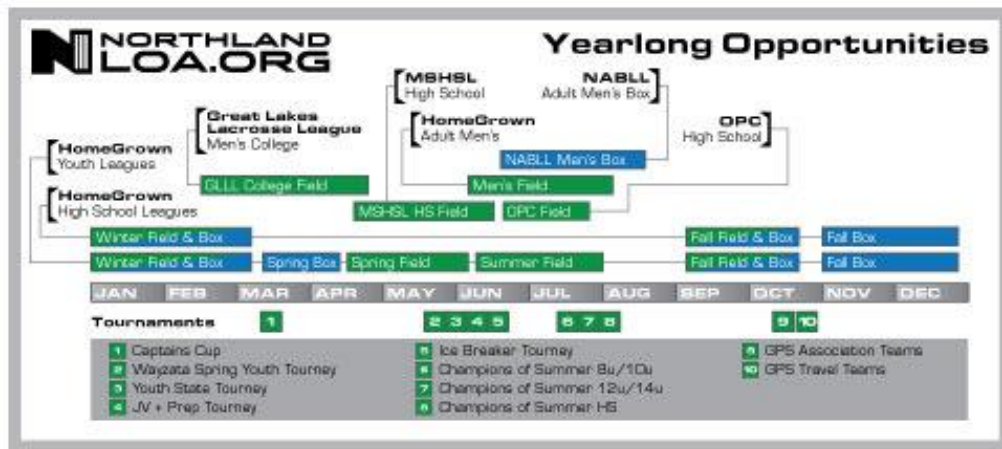 NORTHLAND
LOA.ORG
Yearlong Opportunities
MSHSL
High School
NABLL
Adult Men's Box
Great Lakes
Lacrosse League
Men's College
HomeGrown
Adult Men's
OPC
High School
HomeGrown
Youth Leagues
NABLL Men's Box
GLLL College Field
Men's Field
HomeGrown
High School Leagues
MSHSL HS Field
OPC Field
Winter Field & Box
Fall Field & Box
Fall Box
Winter Field & Box
Spring Box
Spring Field
Summer Field
Fall Field & Box
Fall Box
JAN FEB MAR APR MAY JUN JUL AUG SEP OCT NOV DEC
Tournaments 1 2 3 4 5 6 7 8 9 10
1 Captains Cup
2 Wayzata Spring Youth Tourney
3 Youth State Tourney
4 JV + Prep Tourney
5 Ice Breaker Tourney
6 Champions of Summer 8u/10u
7 Champions of Summer 12u/14u
8 Champions of Summer HS
9 GPS Association Teams
10 GPS Travel Teams